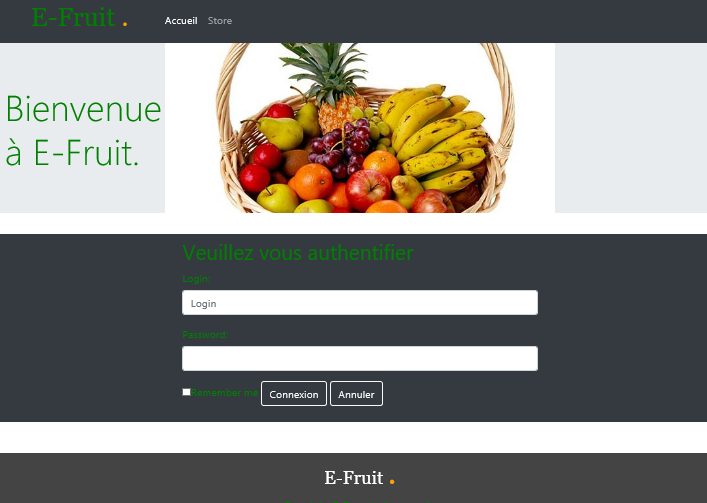 E-Fruit .
Accueil Store
Bienvenue
à E-Fruit.
Veuillez vous authentifier
Login:
Login
Password:
Remember me Connexion Annuler
E-Fruit .